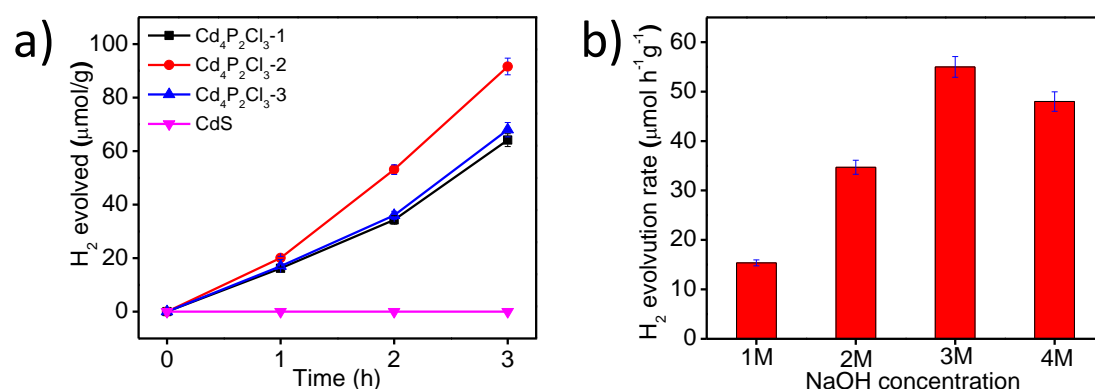 a)
H₂ evolved (μmol/g)
100
80
60
40
20
0
Cd₄P₂Cl₃-1
Cd₄P₂Cl₃-2
Cd₄P₂Cl₃-3
CdS
0 1 2 3
Time (h)
b)
H₂ evolvution rate (μmol h⁻¹g⁻¹)
60
50
40
30
20
10
0
1M 2M 3M 4M
NaOH concentration